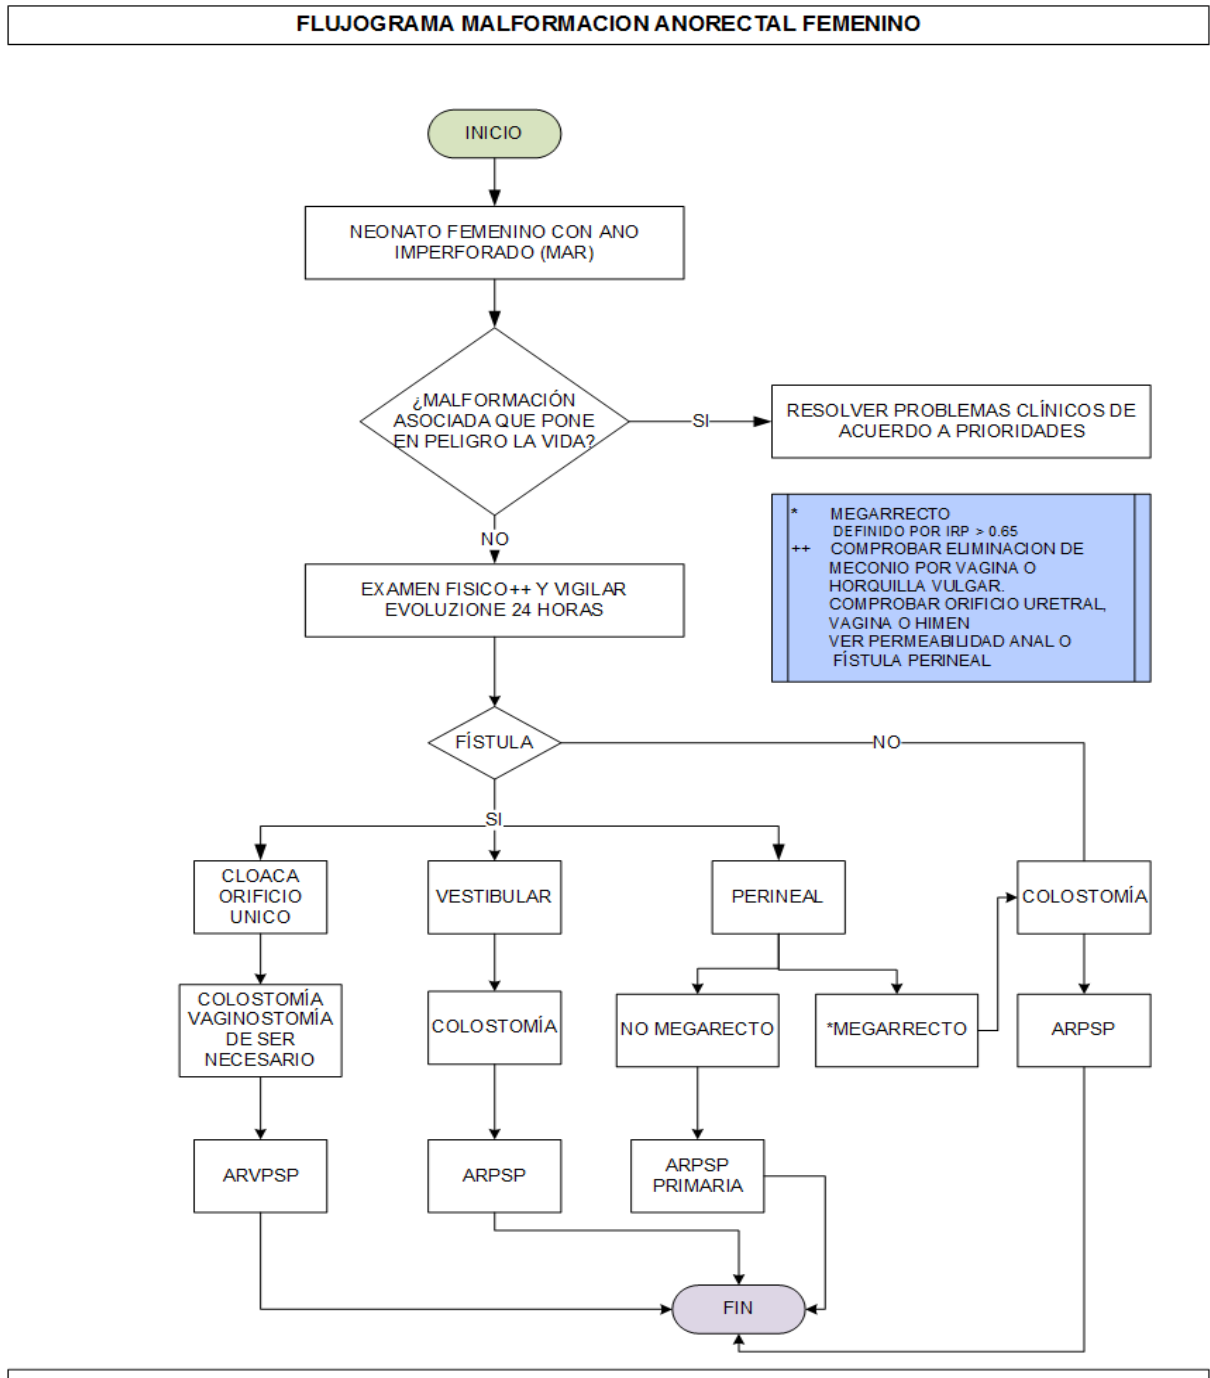 FLUJOGRAMA MALFORMACION ANORECTAL FEMENINO
INICIO
NEONATO FEMENINO CON ANO
IMPERFORADO (MAR)
¿MALFORMACIÓN
ASOCIADA QUE PONE
EN PELIGRO LA VIDA?
SI
RESOLVER PROBLEMAS CLÍNICOS DE
ACUERDO A PRIORIDADES
* MEGARRECTO
DEFINIDO POR IRP > 0.65
++ COMPROBAR ELIMINACION DE
MECONIO POR VAGINA O
HORQUILLA VULGAR.
COMPROBAR ORIFICIO URETRAL,
VAGINA O HIMEN
VER PERMEABILIDAD ANAL O
FÍSTULA PERINEAL
NO
EXAMEN FISICO++ Y VIGILAR
EVOLUZIONE 24 HORAS
FÍSTULA
NO
SI
CLOACA
ORIFICIO
UNICO
VESTIBULAR
PERINEAL
COLOSTOMÍA
COLOSTOMÍA
VAGINOSTOMÍA
DE SER
NECESARIO
COLOSTOMÍA
NO MEGARECTO
*MEGARRECTO
ARPSP
ARVPSP
ARPSP
ARPSP
PRIMARIA
FIN